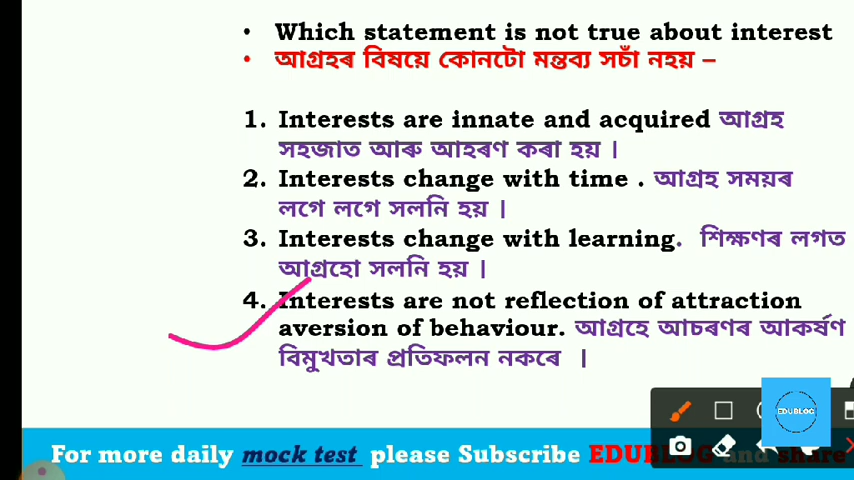 • Which statement is not true about interest
• আগ্ৰহৰ বিষয়ে কোনটো মন্তব্য সচাঁ নহয় –
1. Interests are innate and acquired আগ্ৰহ
সহজাত আৰু আহৰণ কৰা হয় |
2. Interests change with time . আগ্ৰহ সময়ৰ
লগে লগে সলনি হয় |
3. Interests change with learning. শিক্ষণৰ লগত
আগ্ৰহো সলনি হয় |
4. Interests are not reflection of attraction
aversion of behaviour. আগ্ৰহে আচৰণৰ আকৰ্ষণ
বিমুখতাৰ প্ৰতিফলন নকৰে |
EDUBLOG
For more daily mock test please Subscribe EDUBLOG and share